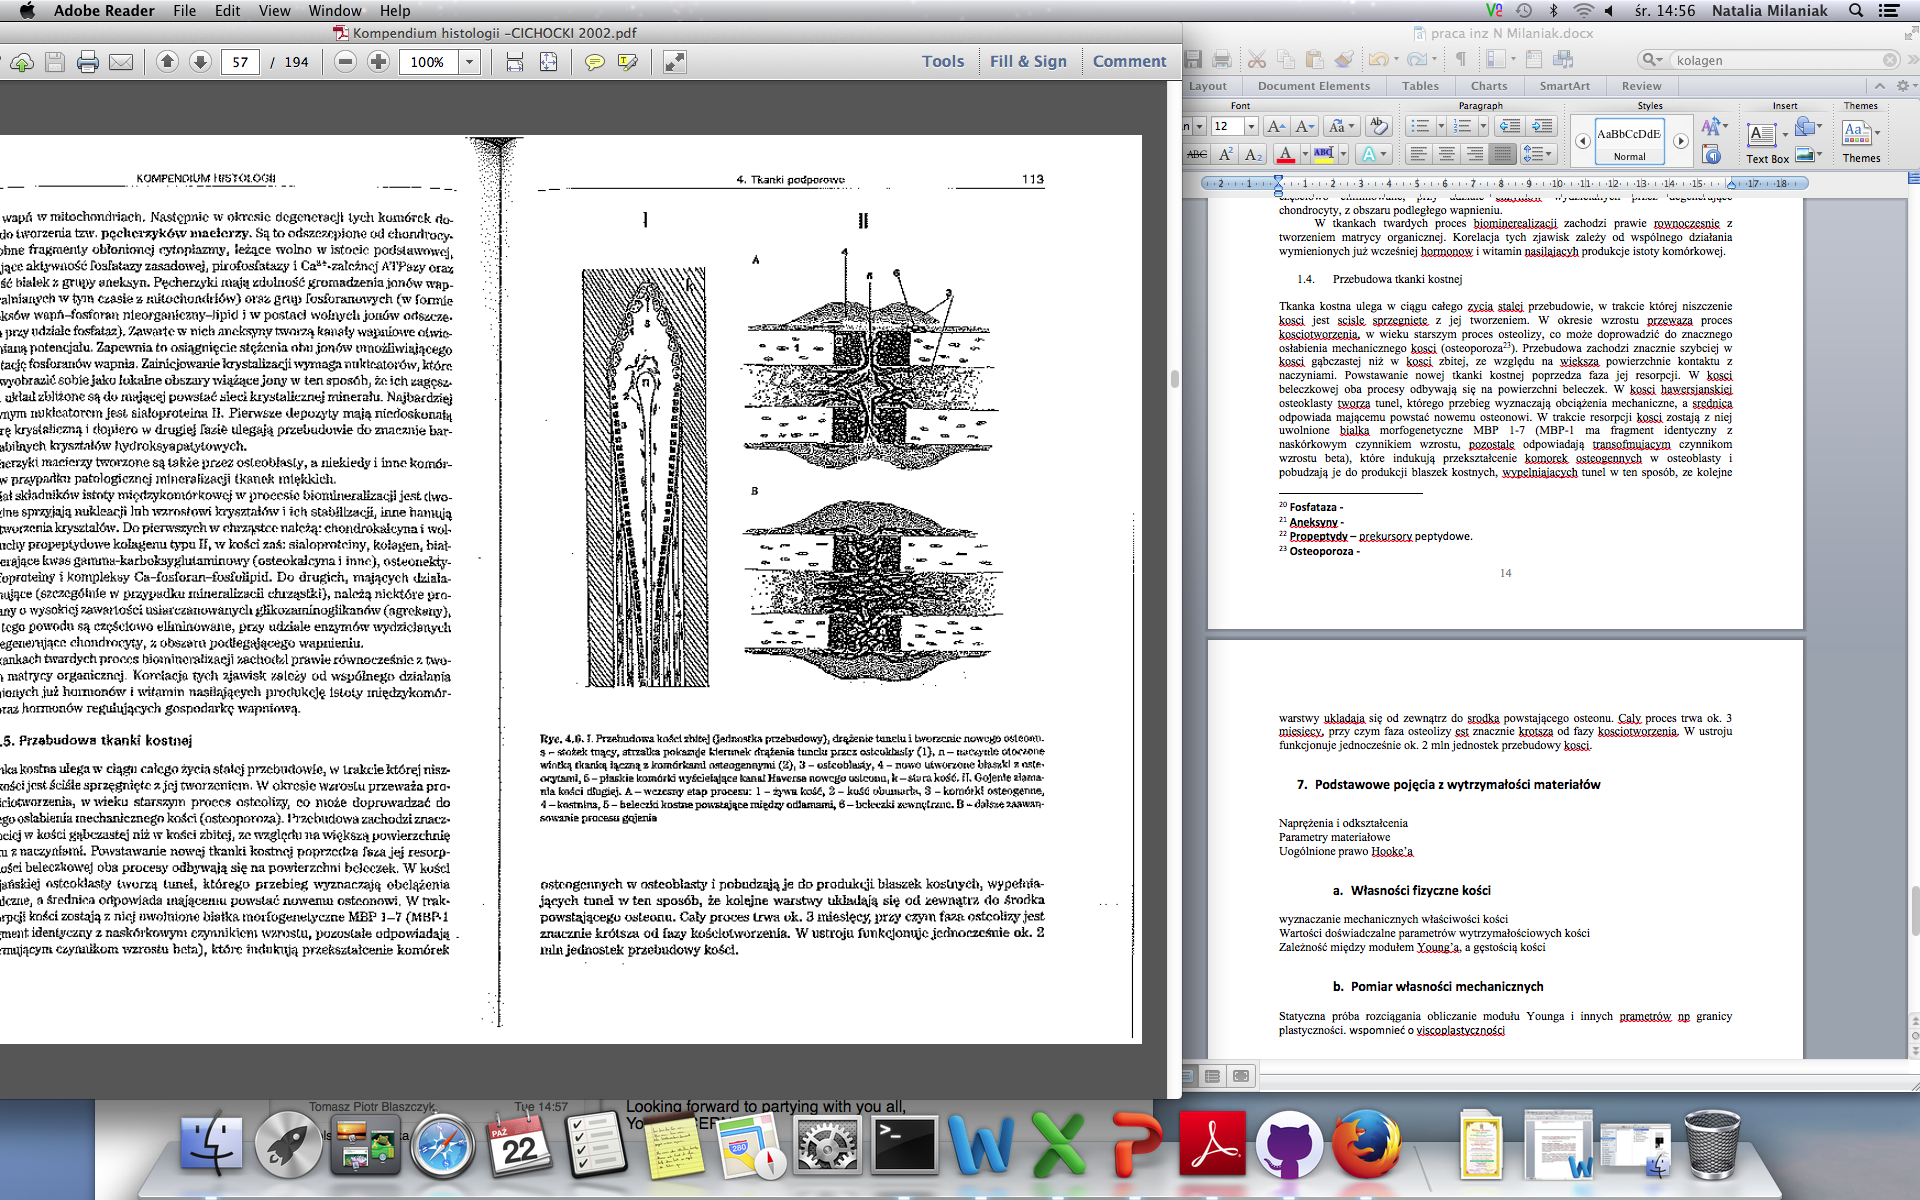 Adobe Reader File Edit View Window Help
śr. 14:56 Natalia Milaniak
Kompendium histologii –CICHOCKI 2002.pdf
57 / 194
100%
Tools Fill & Sign Comment
KOMPENDIUM HISTOLOGII
wapń w mitochondriach. Następnie w okresie degeneracji tych komórek do-
do tworzenia tzw. pęcherzyków macierzy. Są to odszczepione od chondrocy-
obne fragmenty obłonionej cytoplazmy, leżące wolno w istocie podstawowej,
jące aktywność fosfatazy zasadowej, pirofosfatazy i Ca²⁺-zależnej ATPazy oraz
ść białek z grupy aneksyn. Pęcherzyki mają zdolność gromadzenia jonów wap-
alnianych w tym czasie z mitochondriów) oraz grup fosforanowych (w formie
ksów wapń–fosforan nieorganiczny–lipid i w postaci wolnych jonów odszcze-
przy udziale fosfataz). Zawarte w nich aneksyny tworzą kanały wapniowe otwie-
nianą potencjału. Zapewnia to osiągnięcie stężenia obu jonów umożliwiającego
tację fosforanów wapnia. Zainicjowanie krystalizacji wymaga nukleatorów, które
wyobrazić sobie jako lokalne obszary wiążące jony w ten sposób, że ich zagęsz-
układ zbliżone są do mającej powstać sieci krystalicznej minerału. Najbardziej
ynym nukleatorem jest sialoproteina II. Pierwsze depozyty mają niedoskonałą
rę krystaliczną i dopiero w drugiej fazie ulegają przebudowie do znacznie bar-
abilnych kryształów hydroksyapatytowych.
herzyki macierzy tworzone są także przez osteoblasty, a niekiedy i inne komór-
w przypadku patologicznej mineralizacji tkanek miękkich.
iał składników istoty międzykomórkowej w procesie biomineralizacji jest dwo-
ne sprzyjają nukleacji lub wzrostowi kryształów i ich stabilizacji, inne hamują
tworzenia kryształów. Do pierwszych w chrząstce należą: chondrokalcyna i wol-
uchy propeptydowe kolagenu typu II, w kości zaś: sialoproteiny, kolagen, biał-
erające kwas gamma-karboksyglutaminowy (osteokalcyna i inne), osteonekty-
foproteiny i kompleksy Ca–fosforan–fosfolipid. Do drugich, mających działa-
nujące (szczególnie w przypadku mineralizacji chrząstki), należą niektóre pro-
any o wysokiej zawartości usiarczanowanych glikozaminoglikanów (agrekany),
tego powodu są częściowo eliminowane, przy udziale enzymów wydzielanych
egenerujące chondrocyty, z obszaru podlegającego wapnieniu.
kankach twardych proces biomineralizacji zachodzi prawie równocześnie z two-
matrycy organicznej. Korelacja tych zjawisk zależy od wspólnego działania
nionych już hormonów i witamin nasilających produkcję istoty międzykomór-
oraz hormonów regulujących gospodarkę wapniową.
.5. Przebudowa tkanki kostnej
nka kostna ulega w ciągu całego życia stałej przebudowie, w trakcie której nisz-
kości jest ściśle sprzęgnięte z jej tworzeniem. W okresie wzrostu przeważa pro-
ściotworzenia, w wieku starszym proces osteolizy, co może doprowadzać do
ego osłabienia mechanicznego kości (osteoporoza). Przebudowa zachodzi znacz-
bciej w kości gąbczastej niż w kości zbitej, ze względu na większą powierzchnię
u z naczyniami. Powstawanie nowej tkanki kostnej poprzedza faza jej resorp-
ości beleczkowej oba procesy odbywają się na powierzchni beleczek. W kości
jańskiej osteoklasty tworzą tunel, którego przebieg wyznaczają obciążenia
iczne, a średnica odpowiada mającemu powstać nowemu osteonowi. W trak-
orpcji kości zostają z niej uwolnione białka morfogenetyczne MBP 1–7 (MBP-1
gment identyczny z naskórkowym czynnikiem wzrostu, pozostałe odpowiadają
rmującym czynnikom wzrostu beta), które indukują przekształcenie komórek
4. Tkanki podporowe 113
I II
A 4 5 6 3
1
k
s
n
2
3
4
B
Ryc. 4.6. I. Przebudowa kości zbitej (jednostka przebudowy), drążenie tunelu i tworzenie nowego osteonu.
s – stożek tnący, strzałka pokazuje kierunek drążenia tunelu przez osteoklasty (1), n – naczynie otoczone
wiotką tkanką łączną z komórkami osteogennymi (2), 3 – osteoblasty, 4 – nowo utworzone blaszki z oste-
ocytami, 5 – płaskie komórki wyściełające kanał Haversa nowego osteonu, k – stara kość. II. Gojenie złama-
nia kości długiej. A – wczesny etap procesu: 1 – żywa kość, 2 – kość obumarła, 3 – komórki osteogenne,
4 – kostnina, 5 – beleczki kostne powstające między odłamami, 6 – beleczki zewnętrzne. B – dalsze zaawan-
sowanie procesu gojenia
osteogennych w osteoblasty i pobudzają je do produkcji blaszek kostnych, wypełnia-
jących tunel w ten sposób, że kolejne warstwy układają się od zewnątrz do środka
powstającego osteonu. Cały proces trwa ok. 3 miesięcy, przy czym faza osteolizy jest
znacznie krótsza od fazy kościotworzenia. W ustroju funkcjonuje jednocześnie ok. 2
mln jednostek przebudowy kości.
praca inz N Milaniak.docx
kolagen
Layout Document Elements Tables Charts SmartArt Review
Font Paragraph Styles Insert Themes
12
AaBbCcDdE
Normal
Text Box Themes
chondrocyty, z obszaru podległego wapnieniu.
W tkankach twardych proces biominerealizacji zachodzi prawie rownoczesnie z
tworzeniem matrycy organicznej. Korelacja tych zjawisk zależy od wspólnego działania
wymienionych już wcześniej hormonow i witamin nasilajacyh produkcje istoty komórkowej.
1.4. Przebudowa tkanki kostnej
Tkanka kostna ulega w ciągu całego zycia stalej przebudowie, w trakcie której niszczenie
kosci jest scisle sprzegniete z jej tworzeniem. W okresie wzrostu przewaza proces
kosciotworzenia, w wieku starszym proces osteolizy, co może doprowadzić do znacznego
osłabienia mechanicznego kosci (osteoporoza²³). Przebudowa zachodzi znacznie szybciej w
kosci gąbczastej niż w kosci zbitej, ze względu na większą powierzchnie kontaktu z
naczyniami. Powstawanie nowej tkanki kostnej poprzedza faza jej resorpcji. W kosci
beleczkowej oba procesy odbywają się na powierzchni beleczek. W kosci hawersjanskiej
osteoklasty tworza tunel, którego przebieg wyznaczają obciążenia mechaniczne, a srednica
odpowiada mającemu powstać nowemu osteonowi. W trakcie resorpcji kosci zostają z niej
uwolnione bialka morfogenetyczne MBP 1-7 (MBP-1 ma fragment identyczny z
naskórkowym czynnikiem wzrostu, pozostale odpowiadają transofmujacym czynnikom
wzrostu beta), które indukują przekształcenie komorek osteogennych w osteoblasty i
pobudzają je do produkcji blaszek kostnych, wypelniajacych tunel w ten sposób, ze kolejne
²⁰ Fosfataza -
²¹ Aneksyny -
²² Propeptydy – prekursory peptydowe.
²³ Osteoporoza -
14
warstwy ukladaja się od zewnątrz do srodka powstającego osteonu. Caly proces trwa ok. 3
miesięcy, przy czym faza osteolizy est znacznie krotsza od fazy kosciotworzenia. W ustroju
funkcjonuje jednocześnie ok. 2 mln jednostek przebudowy kosci.
7. Podstawowe pojęcia z wytrzymałości materiałów
Naprężenia i odkształcenia
Parametry materiałowe
Uogólnione prawo Hooke’a
a. Własności fizyczne kości
wyznaczanie mechanicznych właściwości kości
Wartości doświadczalne parametrów wytrzymałościowych kości
Zależność między modułem Young’a, a gęstością kości
b. Pomiar własności mechanicznych
Statyczna próba rozciągania obliczanie modułu Younga i innych prametrów np granicy
plastyczności. wspomnieć o viscoplastyczności
Tomasz Piotr Blaszczyk Tue 14:57
Looking forward to partying with you all,
PAŹ
22